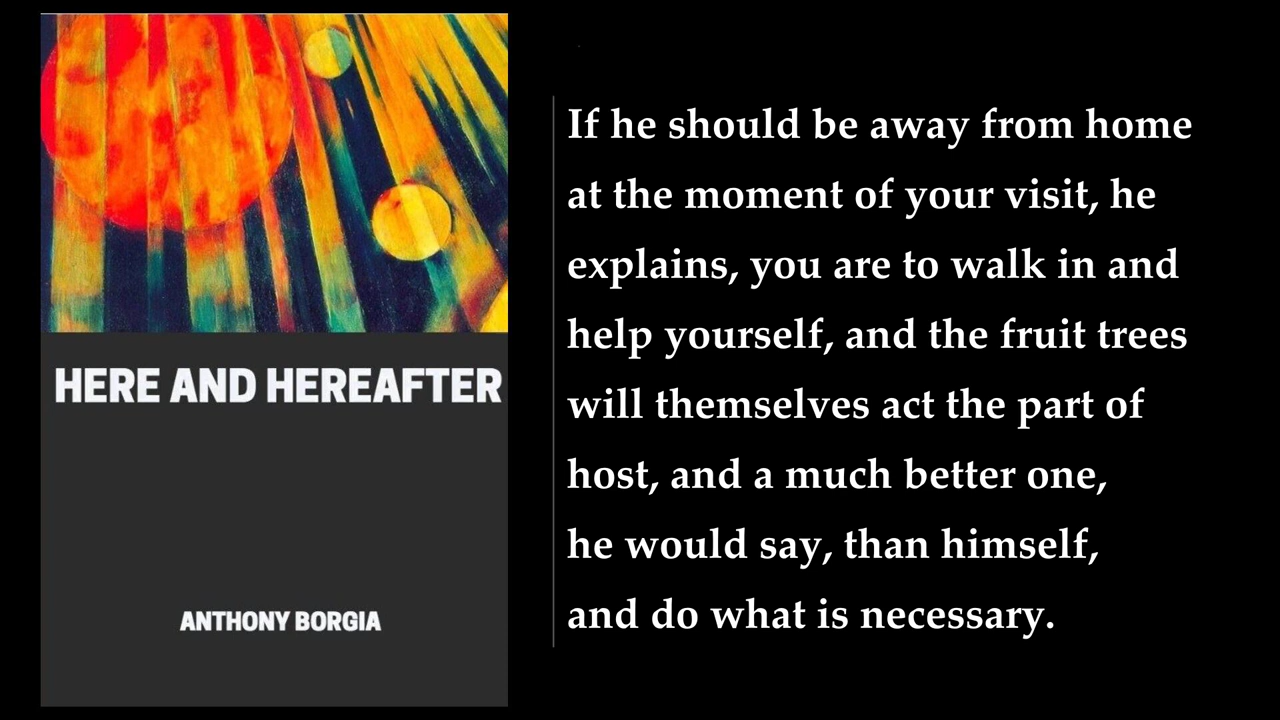 HERE AND HEREAFTER
ANTHONY BORGIA
If he should be away from home
at the moment of your visit, he
explains, you are to walk in and
help yourself, and the fruit trees
will themselves act the part of
host, and a much better one,
he would say, than himself,
and do what is necessary.